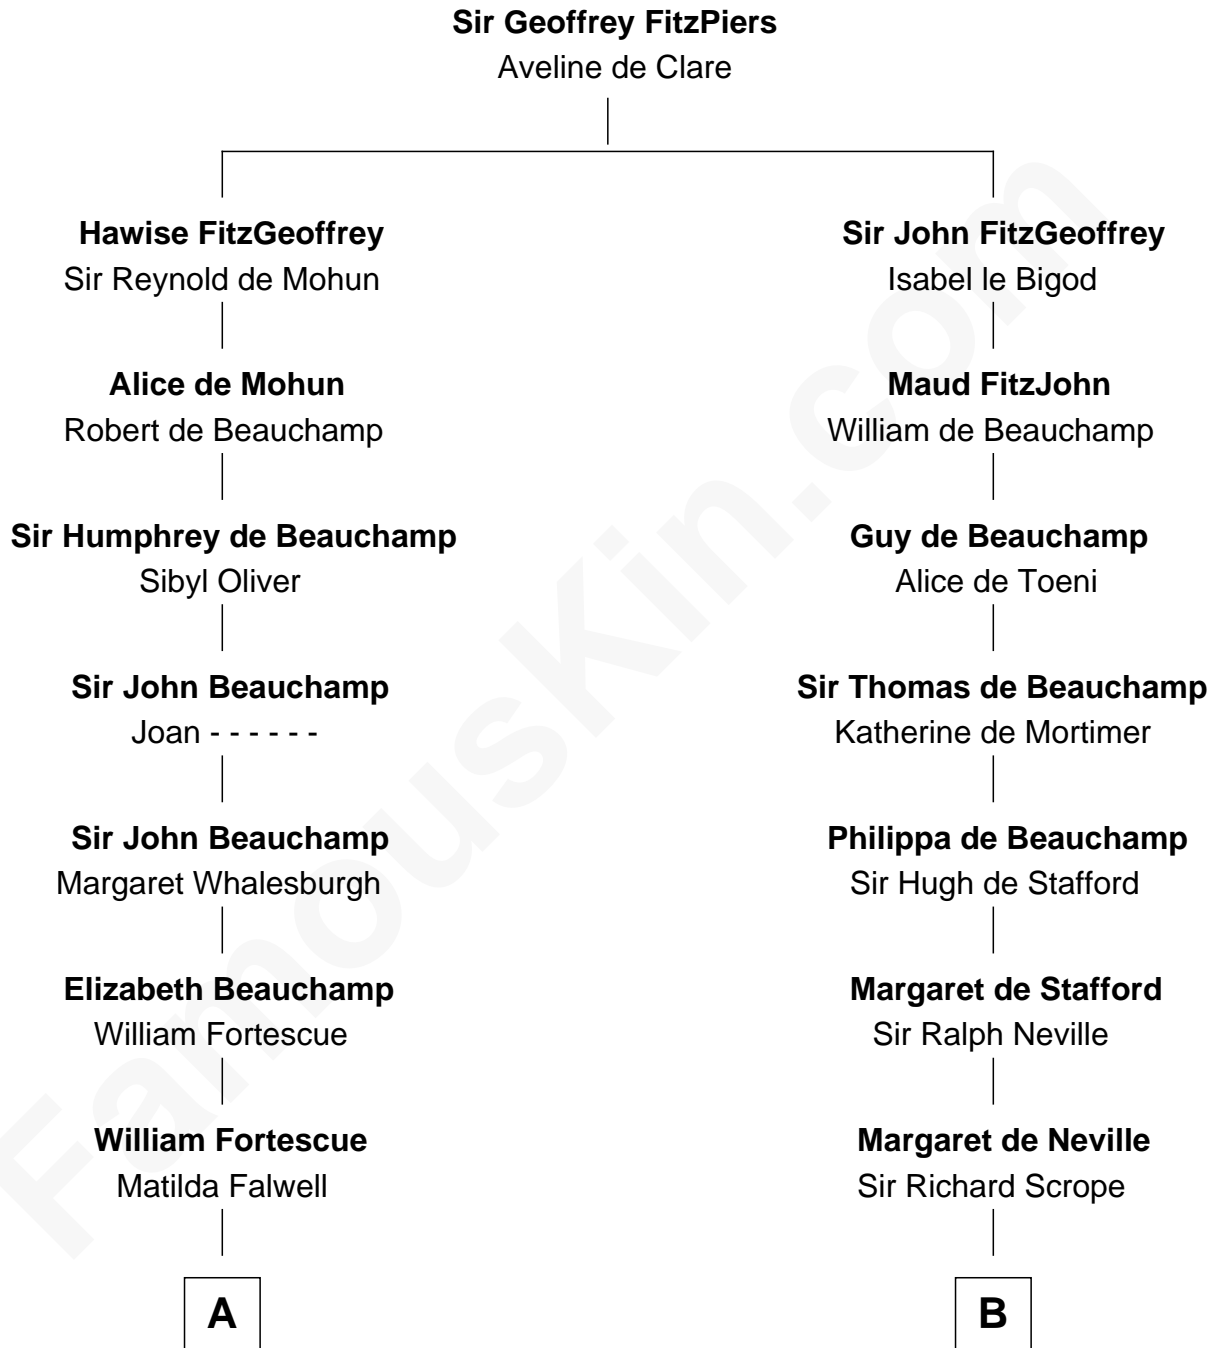 Sir Geoffrey FitzPiers
Aveline de Clare
Hawise FitzGeoffrey
Sir Reynold de Mohun
Sir John FitzGeoffrey
Isabel le Bigod
Alice de Mohun
Robert de Beauchamp
Maud FitzJohn
William de Beauchamp
Sir Humphrey de Beauchamp
Sibyl Oliver
Guy de Beauchamp
Alice de Toeni
Sir John Beauchamp
Joan - - - - - -
Sir Thomas de Beauchamp
Katherine de Mortimer
Sir John Beauchamp
Margaret Whalesburgh
Philippa de Beauchamp
Sir Hugh de Stafford
Elizabeth Beauchamp
William Fortescue
Margaret de Stafford
Sir Ralph Neville
William Fortescue
Matilda Falwell
Margaret de Neville
Sir Richard Scrope
A
B
FamousKin.com